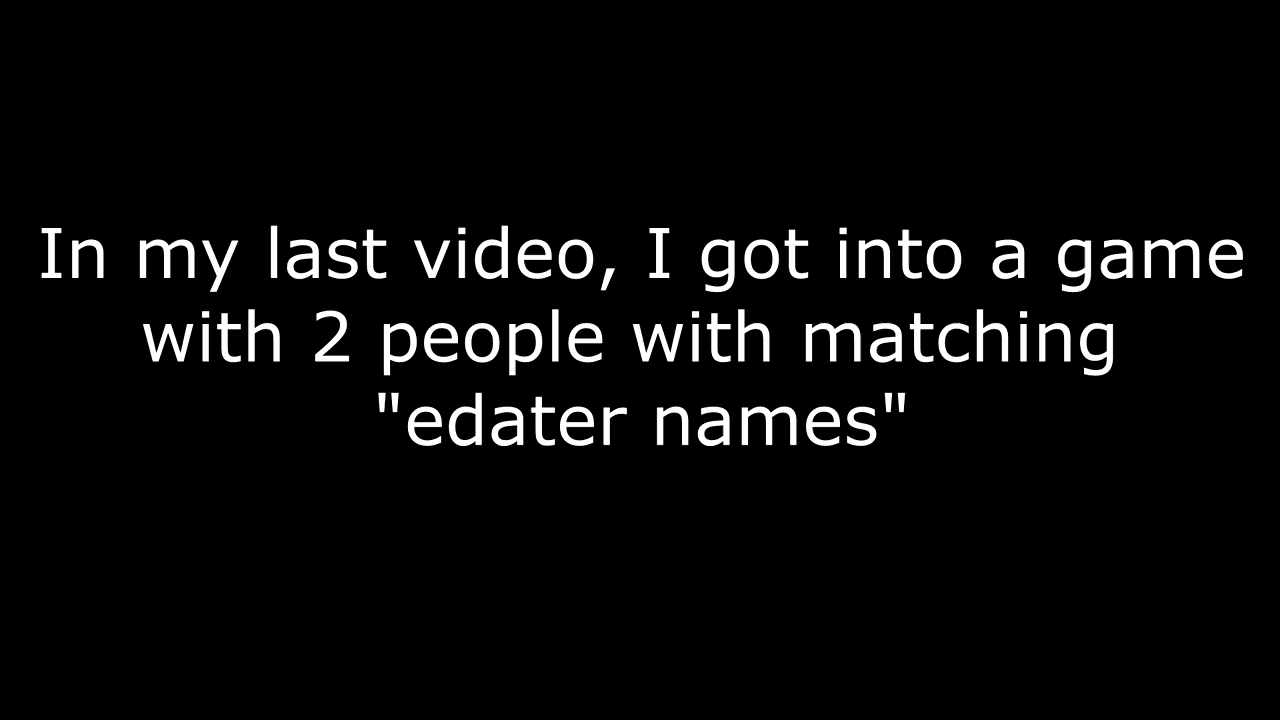 In my last video, I got into a game
with 2 people with matching
"edater names"